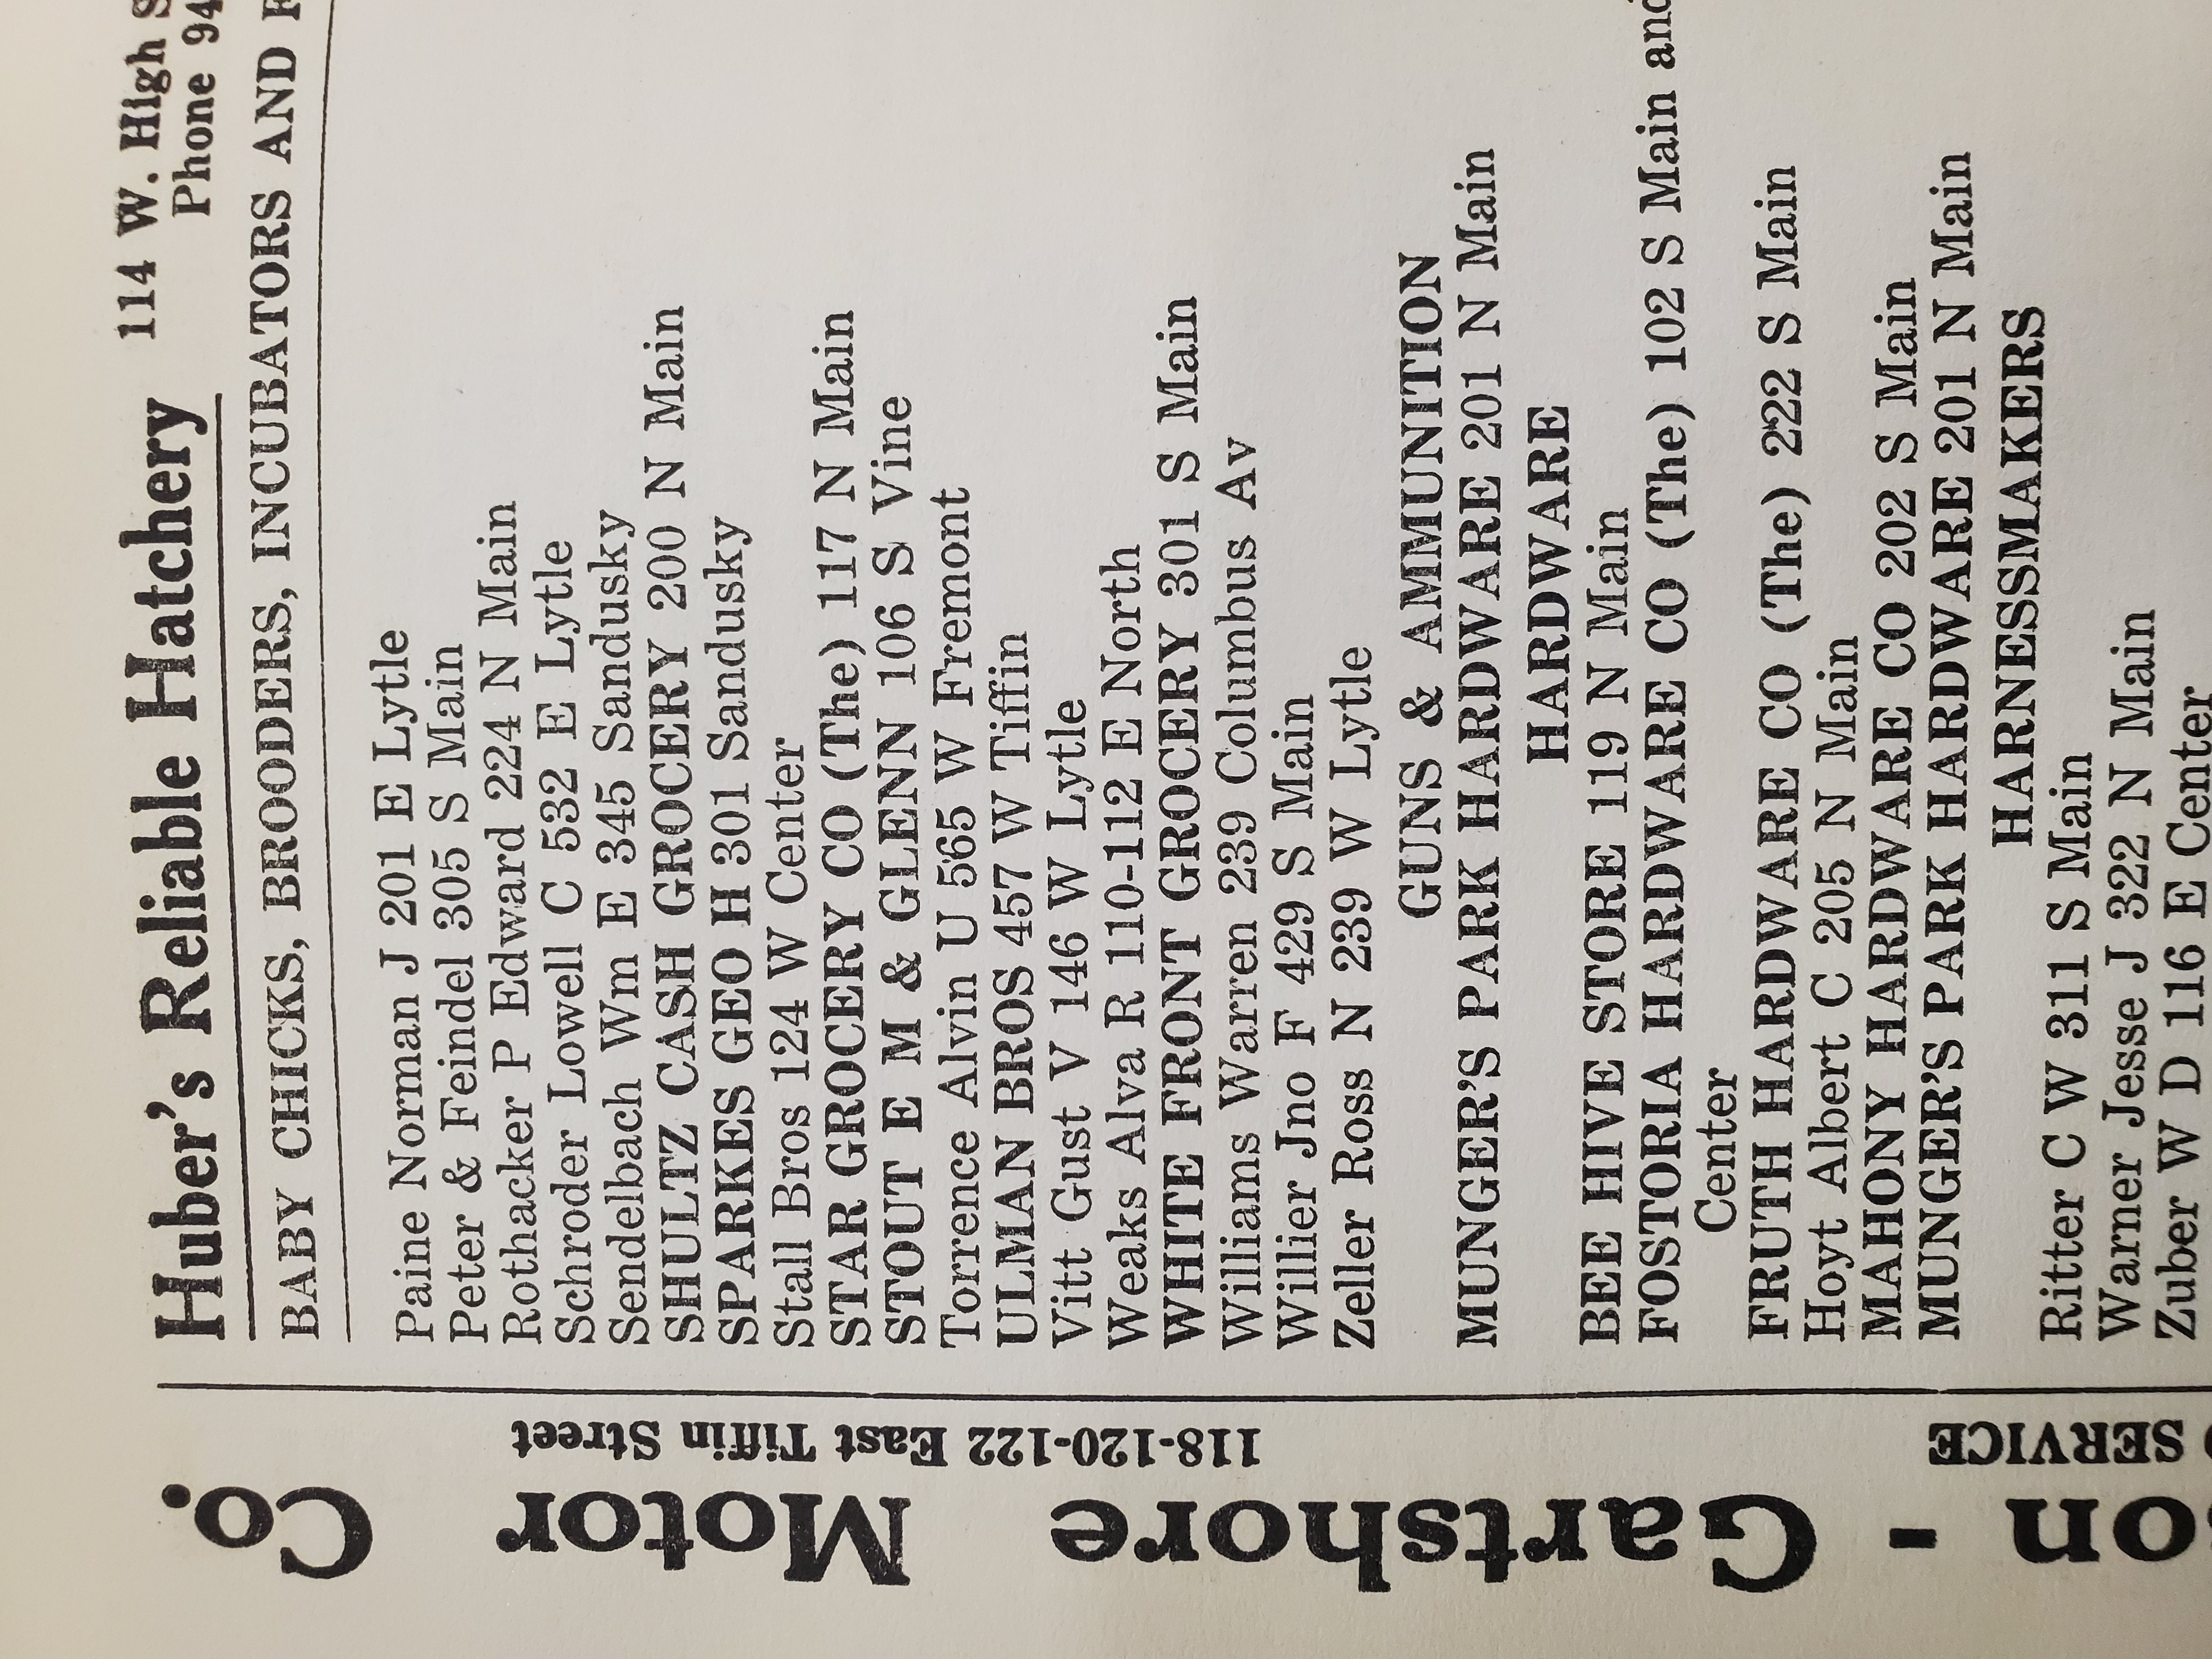 Huber's Reliable Hatchery
114 W. High
Phone 94
BABY CHICKS, BROODERS, INCUBATORS AND
Paine Norman J 201 E Lytle
Peter & Feindel 305 S Main
Rothacker P Edward 224 N Main
Schroder Lowell C 532 E Lytle
Sendelbach Wm E 345 Sandusky
SHULTZ CASH GROCERY 200 N Main
SPARKES GEO H 301 Sandusky
Stall Bros 124 W Center
STAR GROCERY CO (The) 117 N Main
STOUT E M & GLENN 106 S Vine
Torrence Alvin U 565 W Fremont
ULMAN BROS 457 W Tiffin
Vitt Gust V 146 W Lytle
Weaks Alva R 110-112 E North
WHITE FRONT GROCERY 301 S Main
Williams Warren 239 Columbus Av
Willier Jno F 429 S Main
Zeller Ross N 239 W Lytle
GUNS & AMMUNITION
MUNGER'S PARK HARDWARE 201 N Main
HARDWARE
BEE HIVE STORE 119 N Main
FOSTORIA HARDWARE CO (The) 102 S Main and
Center
FRUTH HARDWARE CO (The) 222 S Main
Hoyt Albert C 205 N Main
MAHONY HARDWARE CO 202 S Main
MUNGER'S PARK HARDWARE 201 N Main
HARNESSMAKERS
Ritter C W 311 S Main
Warner Jesse J 322 N Main
Zuber W D 116 E Center
on - Gartshore Motor Co.
SERVICE
118-120-122 East Tiffin Street